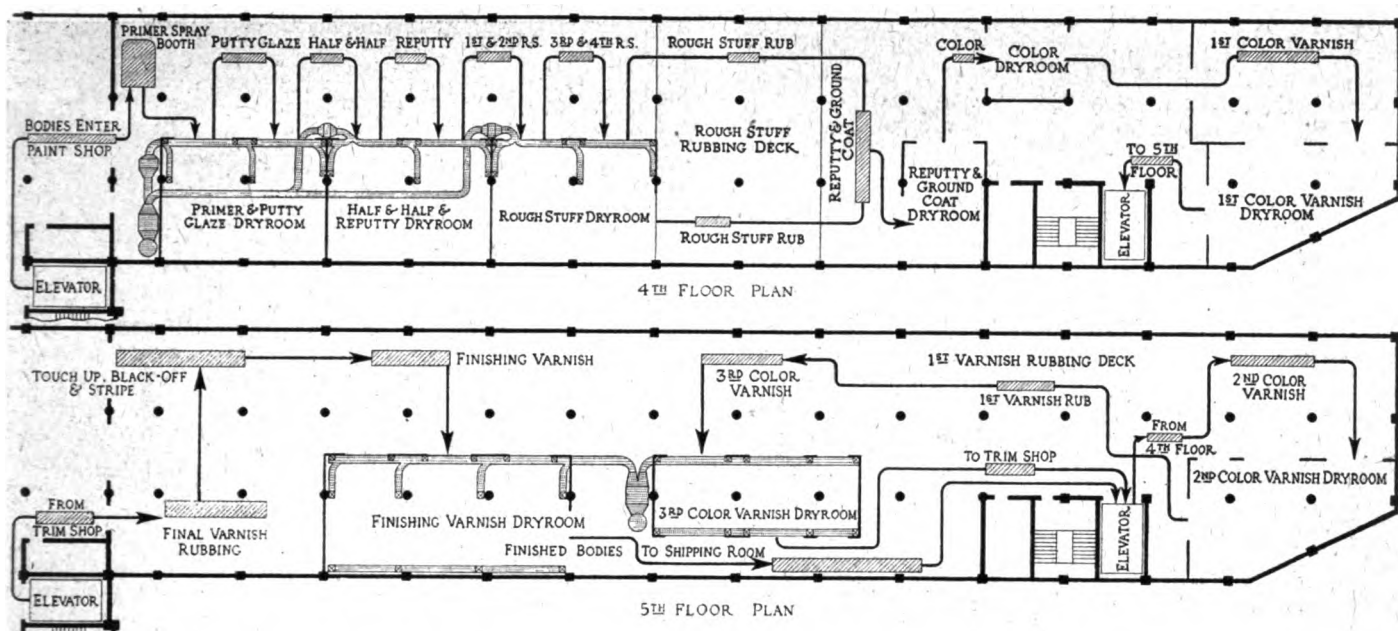 PRIMER SPRAY
BOOTH
PUTTY GLAZE
HALF & HALF
REPUTTY
1ST & 2ND R.S.
3RD & 4TH R.S.
ROUGH STUFF RUB
COLOR
COLOR
DRYROOM
1ST COLOR VARNISH
BODIES ENTER
PAINT SHOP
ROUGH STUFF
RUBBING DECK
REPUTTY & GROUND
COAT
TO 5TH
FLOOR
PRIMER & PUTTY
GLAZE DRYROOM
HALF & HALF &
REPUTTY DRYROOM
ROUGH STUFF DRYROOM
ROUGH STUFF RUB
REPUTTY &
GROUND
COAT
DRYROOM
ELEVATOR
1ST COLOR VARNISH
DRYROOM
ELEVATOR
4TH FLOOR PLAN
TOUCH UP, BLACK-OFF
& STRIPE
FINISHING VARNISH
3RD COLOR
VARNISH
1ST VARNISH RUBBING DECK
1ST VARNISH RUB
2ND COLOR
VARNISH
FROM
4TH FLOOR
TO TRIM SHOP
2ND COLOR VARNISH DRYROOM
FROM
TRIM SHOP
FINAL VARNISH
RUBBING
FINISHING VARNISH DRYROOM
3RD COLOR VARNISH DRYROOM
FINISHED BODIES
TO SHIPPING ROOM
ELEVATOR
ELEVATOR
5TH FLOOR PLAN